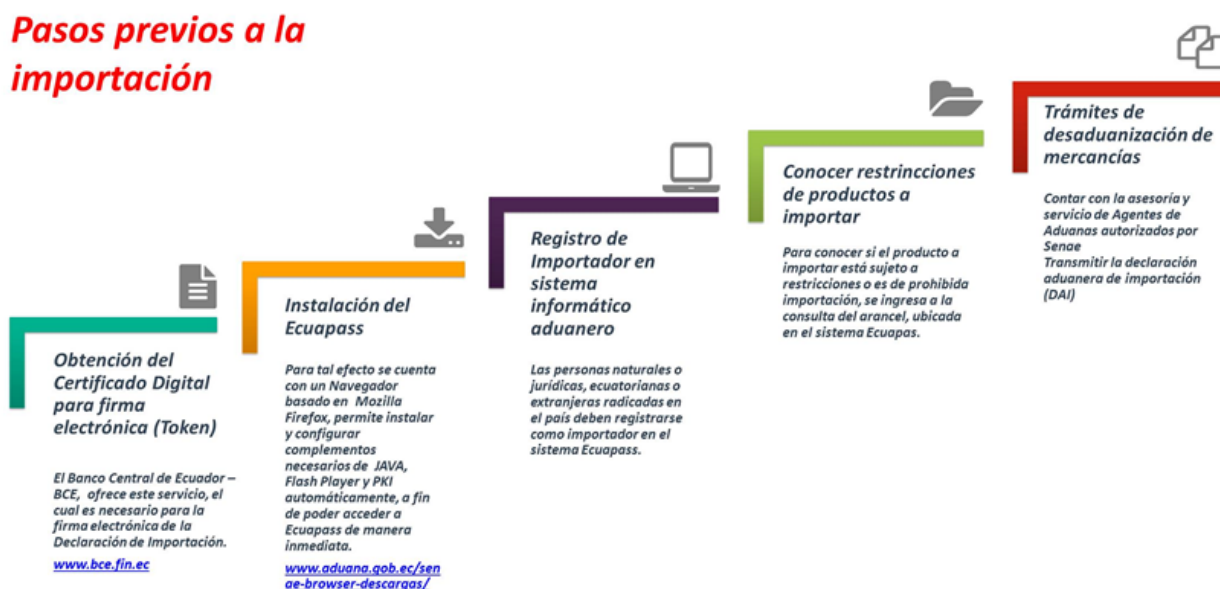 Pasos previos a la
importación
Obtención del
Certificado Digital
para firma
electrónica (Token)
El Banco Central de Ecuador –
BCE, ofrece este servicio, el
cual es necesario para la
firma electrónica de la
Declaración de Importación.
www.bce.fin.ec
Instalación del
Ecuapass
Para tal efecto se cuenta
con un Navegador
basado en Mozilla
Firefox, permite instalar
y configurar
complementos
necesarios de JAVA,
Flash Player y PKI
automáticamente, a fin
de poder acceder a
Ecuapass de manera
inmediata.
www.aduana.gob.ec/sen
ae-browser-descargas/
Registro de
Importador en
sistema
informático
aduanero
Las personas naturales o
jurídicas, ecuatorianas o
extranjeras radicadas en
el país deben registrarse
como importador en el
sistema Ecuapass.
Conocer restrincciones
de productos a
importar
Para conocer si el producto a
importar está sujeto a
restricciones o es de prohibida
importación, se ingresa a la
consulta del arancel, ubicada
en el sistema Ecuapas.
Trámites de
desaduanización de
mercancías
Contar con la asesoría y
servicio de Agentes de
Aduanas autorizados por
Senae
Transmitir la declaración
aduanera de importación
(DAI)